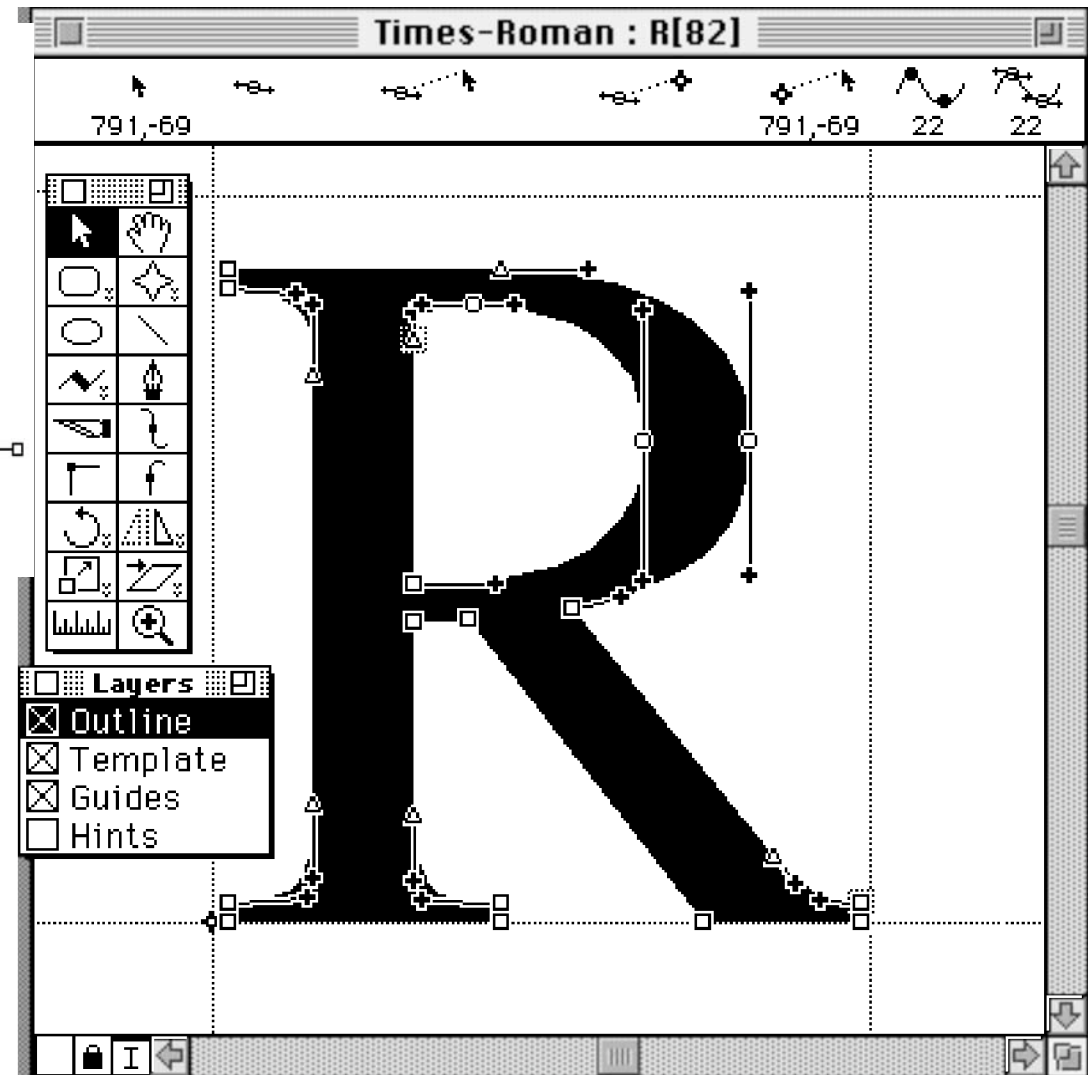 Times-Roman : R[82]
791,-69 791,-69 22 22
R
Layers
Outline
Template
Guides
Hints